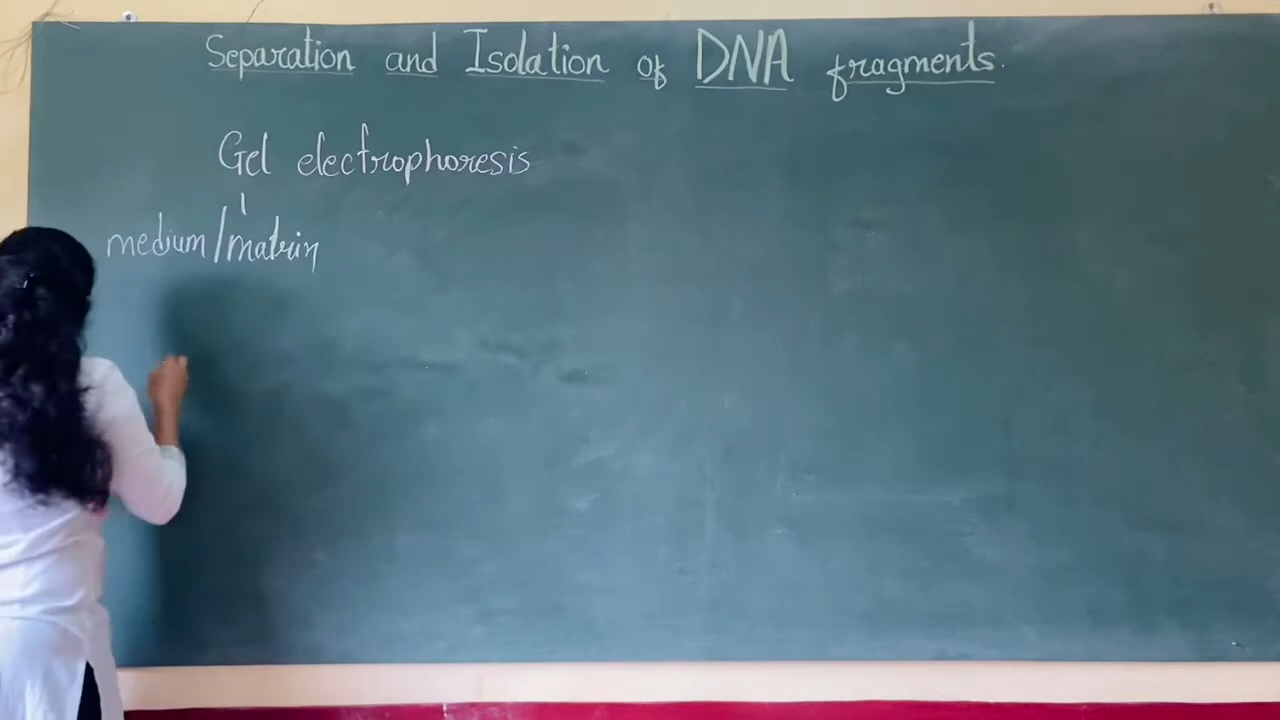 Separation and Isolation of DNA fragments.
Gel electrophoresis
medium/matrix